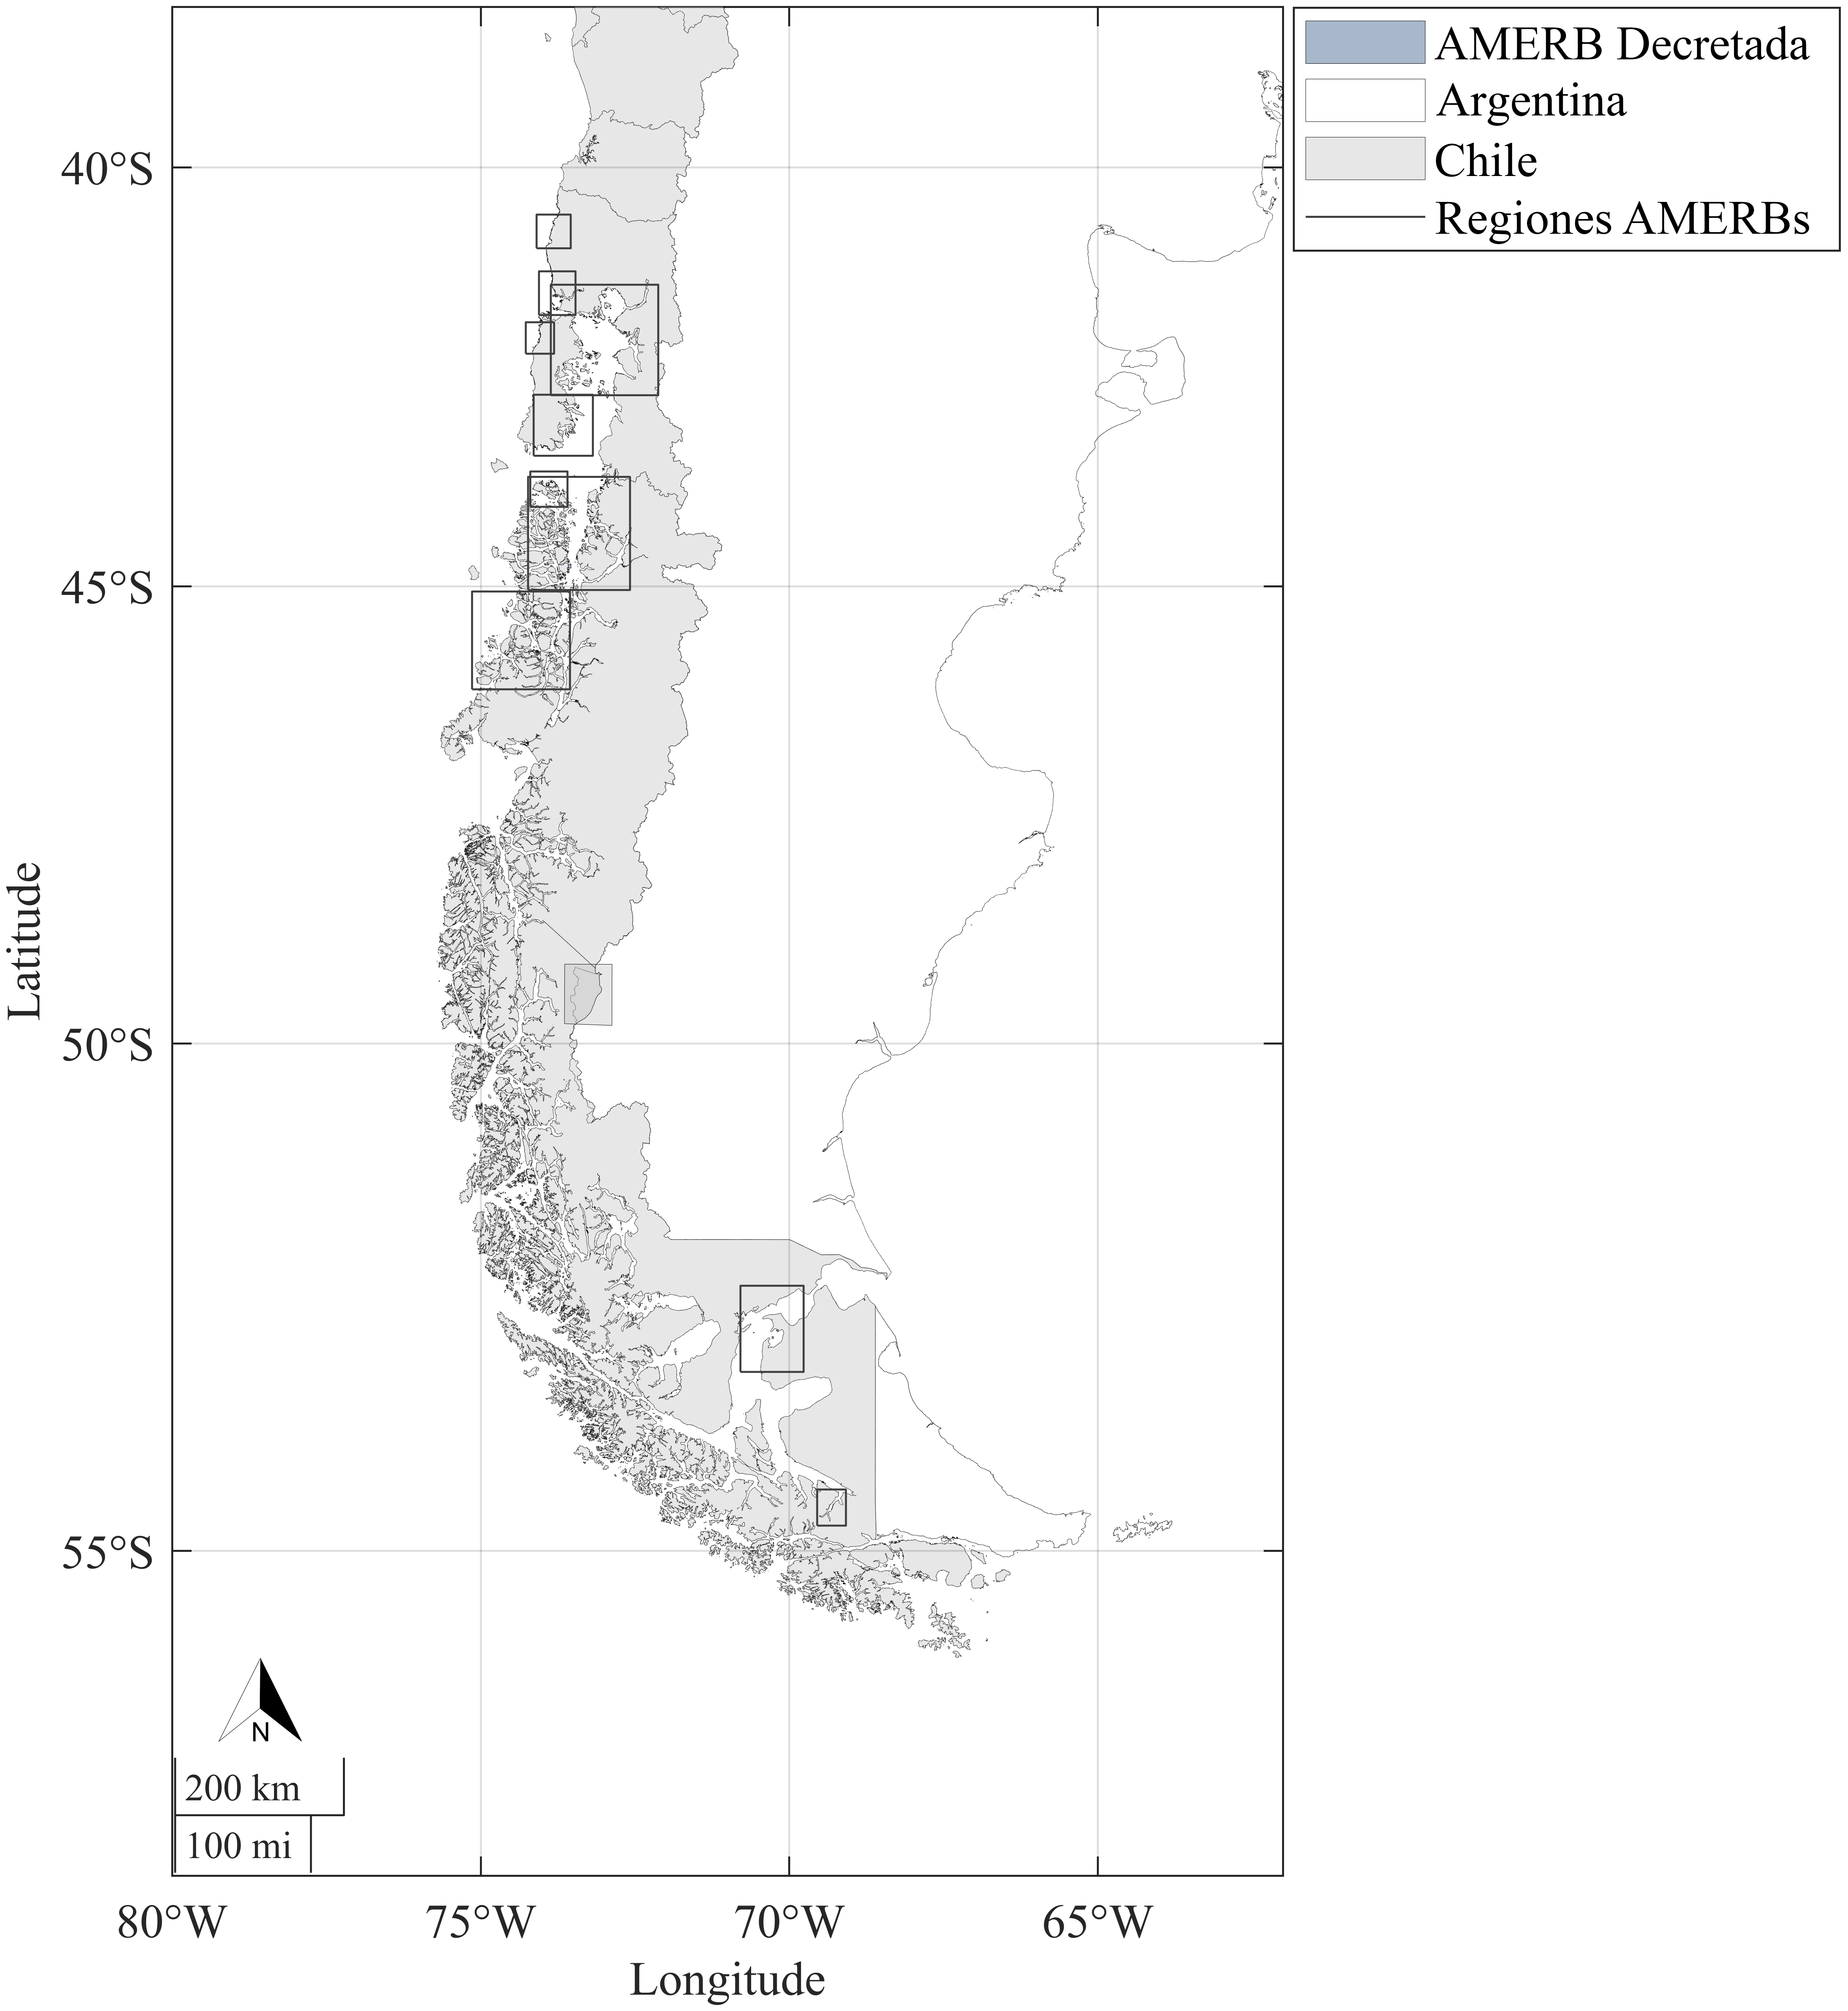 AMERB Decretada
Argentina
Chile
Regiones AMERBs
40°S
45°S
50°S
55°S
Latitude
N
200 km
100 mi
80°W
75°W
70°W
65°W
Longitude